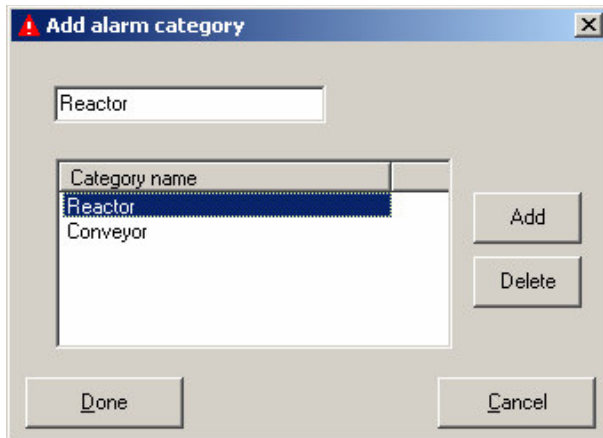 Add alarm category
Reactor
Category name
Reactor
Conveyor
Add
Delete
Done
Cancel